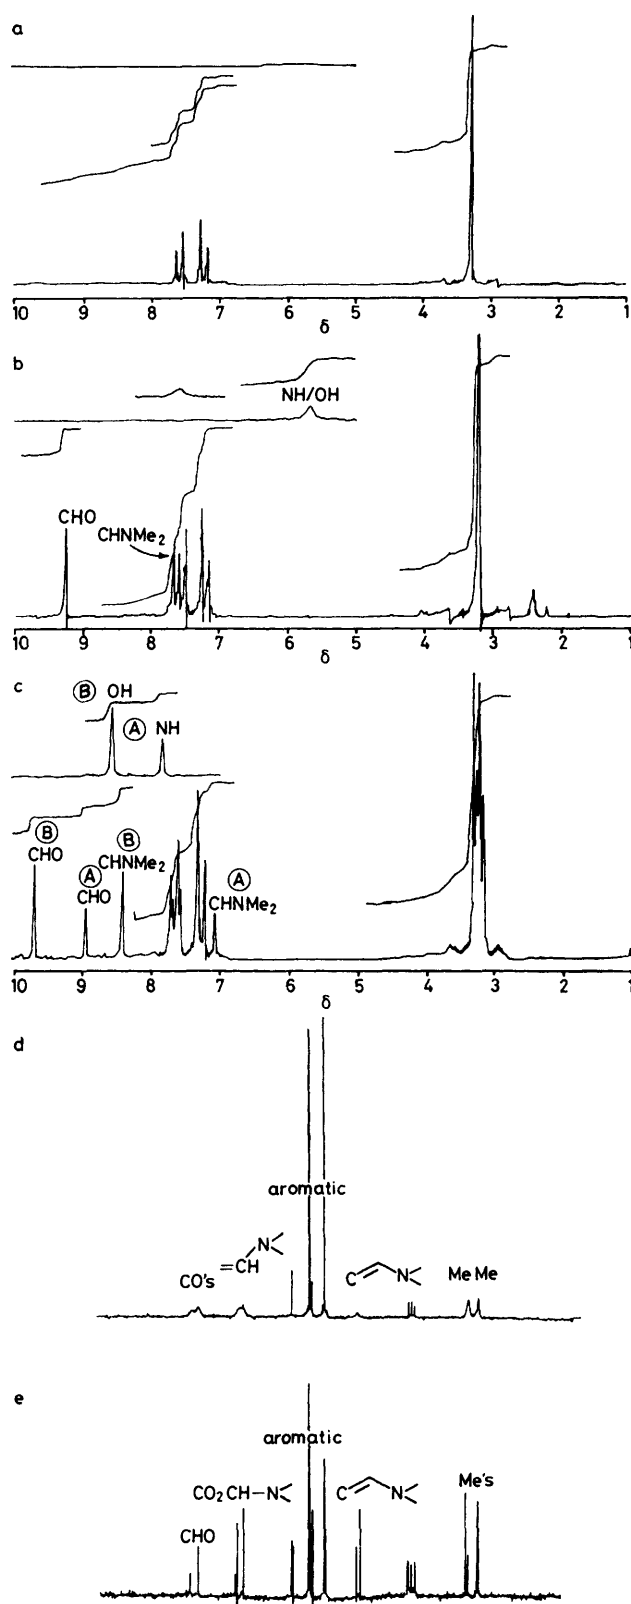 a
10 9 8 7 6 5 4 3 2 1
δ
b
NH/OH
CHO
CHNMe₂
10 9 8 7 6 5 4 3 2 1
δ
c
Ⓑ OH
Ⓐ NH
Ⓑ CHO
Ⓐ CHO
Ⓑ CHNMe₂
Ⓐ CHNMe₂
10 9 8 7 6 5 4 3 2 1
δ
d
aromatic
CO's
=CH N
C N
Me Me
e
aromatic
CHO
CO₂CH–N
C N
Me's